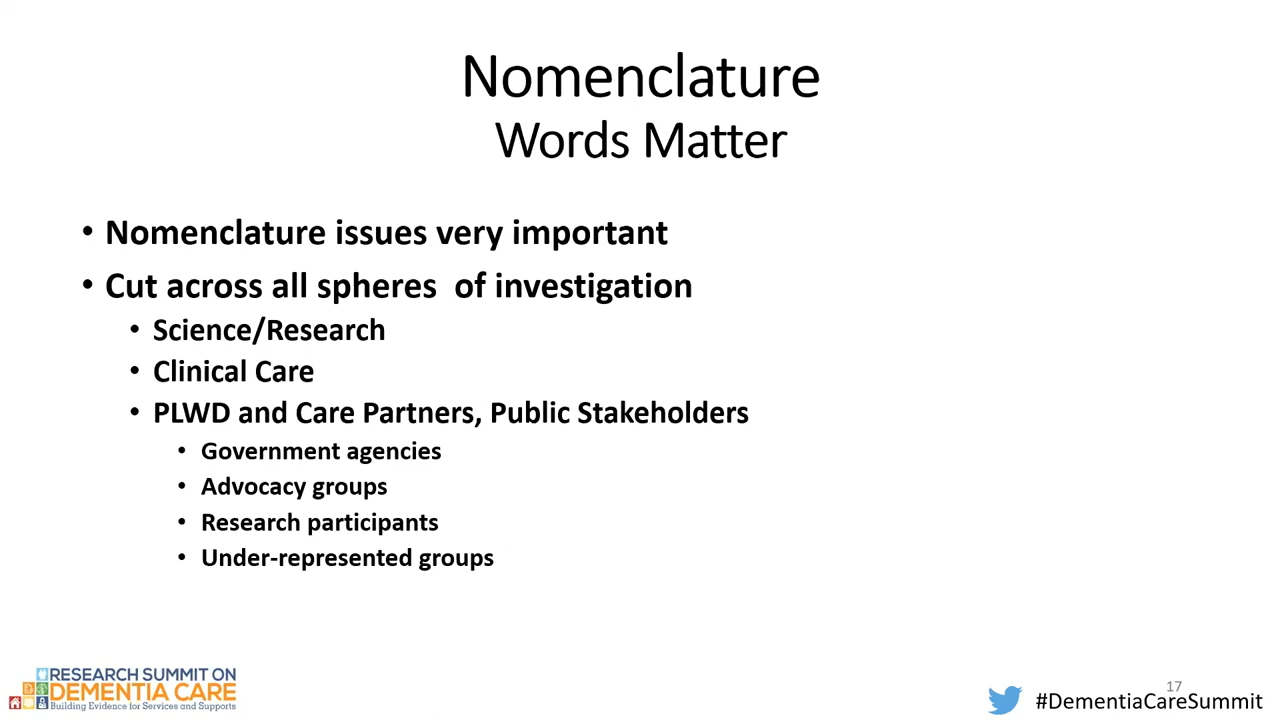 Nomenclature
Words Matter
• Nomenclature issues very important
• Cut across all spheres  of investigation
• Science/Research
• Clinical Care
• PLWD and Care Partners, Public Stakeholders
• Government agencies
• Advocacy groups
• Research participants
• Under-represented groups
RESEARCH SUMMIT ON
DEMENTIA CARE
Building Evidence for Services and Supports
17
#DementiaCareSummit